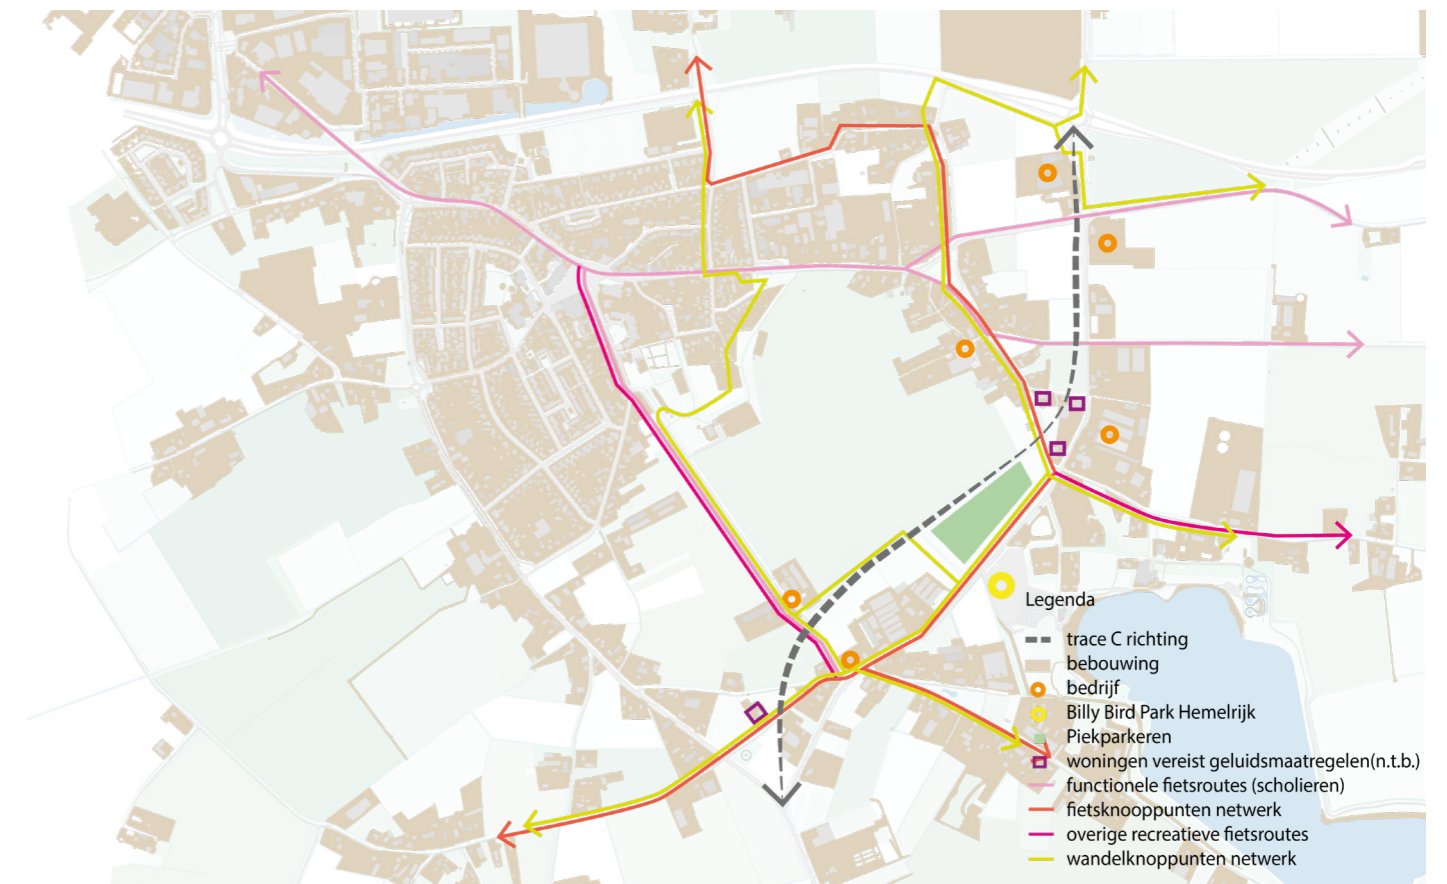 Legenda
trace C richting
bebouwing
bedrijf
Billy Bird Park Hemelrijk
Piekparkeren
woningen vereist geluidsmaatregelen(n.t.b.)
functionele fietsroutes (scholieren)
fietsknooppunten netwerk
overige recreatieve fietsroutes
wandelknoppunten netwerk